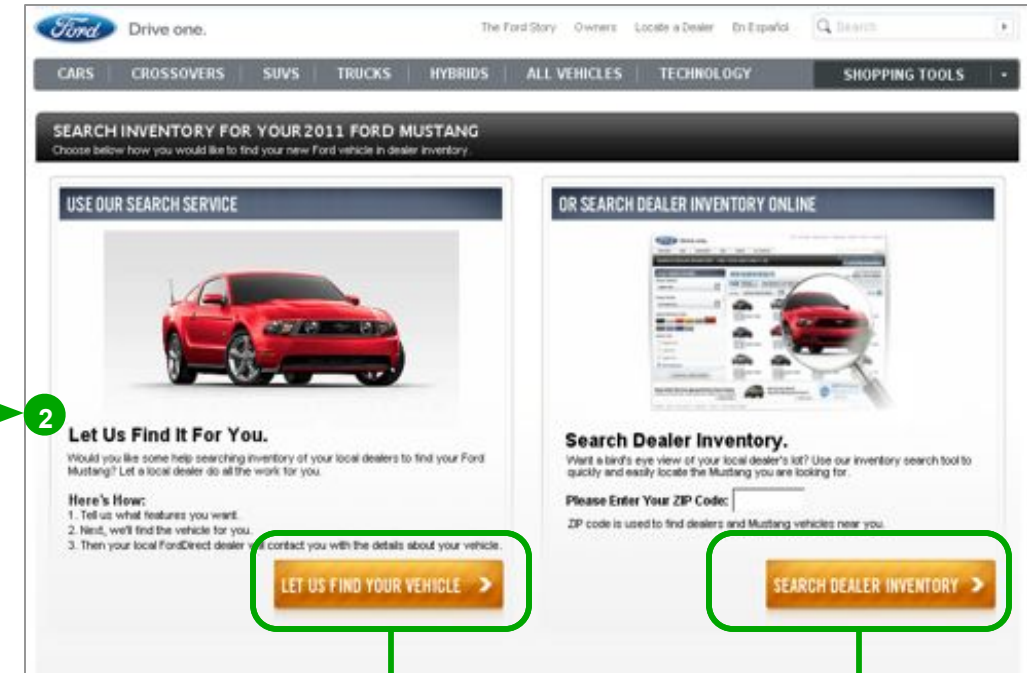 Ford Drive one.
The Ford Story Owners Locate a Dealer En Español Search
CARS CROSSOVERS SUVS TRUCKS HYBRIDS ALL VEHICLES TECHNOLOGY SHOPPING TOOLS
SEARCH INVENTORY FOR YOUR 2011 FORD MUSTANG
Choose below how you would like to find your new Ford vehicle in dealer inventory.
USE OUR SEARCH SERVICE
2
Let Us Find It For You.
Would you like some help searching inventory of your local dealers to find your Ford
Mustang? Let a local dealer do all the work for you.
Here's How:
1. Tell us what features you want.
2. Next, we'll find the vehicle for you.
3. Then your local FordDirect dealer will contact you with the details about your vehicle.
LET US FIND YOUR VEHICLE
OR SEARCH DEALER INVENTORY ONLINE
Search Dealer Inventory.
Want a bird's eye view of your local dealer's lot? Use our inventory search tool to
quickly and easily locate the Mustang you are looking for.
Please Enter Your ZIP Code:
ZIP code is used to find dealers and Mustang vehicles near you.
SEARCH DEALER INVENTORY